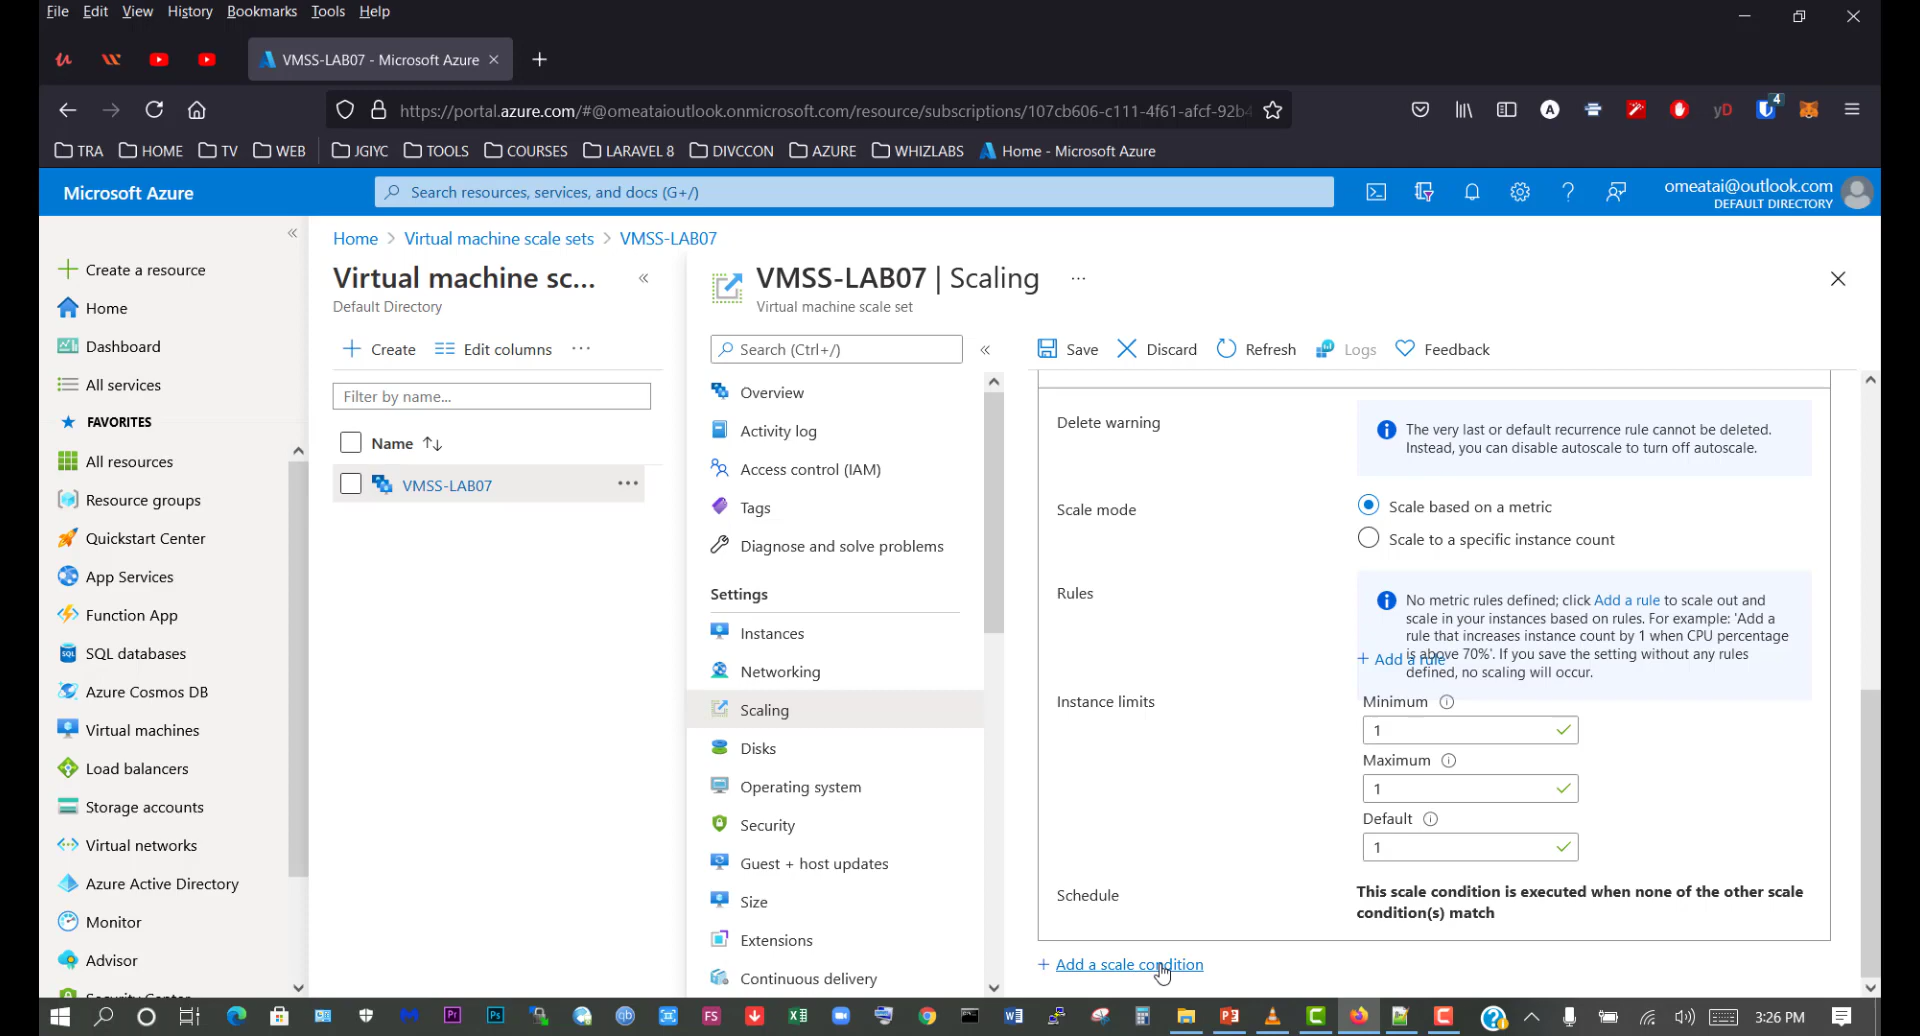 File Edit View History Bookmarks Tools Help
VMSS-LAB07 - Microsoft Azure
https://portal.azure.com/#@omeataioutlook.onmicrosoft.com/resource/subscriptions/107cb606-c111-4f61-afcf-92b4
4
TRA HOME TV WEB JGIYC TOOLS COURSES LARAVEL 8 DIVCCON AZURE WHIZLABS Home - Microsoft Azure
Microsoft Azure
Search resources, services, and docs (G+/)
omeatai@outlook.com
DEFAULT DIRECTORY
Create a resource
Home
Dashboard
All services
FAVORITES
All resources
Resource groups
Quickstart Center
App Services
Function App
SQL databases
Azure Cosmos DB
Virtual machines
Load balancers
Storage accounts
Virtual networks
Azure Active Directory
Monitor
Advisor
Security Center
Home > Virtual machine scale sets > VMSS-LAB07
Virtual machine sc...
Default Directory
Create Edit columns ...
Filter by name...
Name
VMSS-LAB07 ...
VMSS-LAB07 | Scaling ...
Virtual machine scale set
Search (Ctrl+/)
Overview
Activity log
Access control (IAM)
Tags
Diagnose and solve problems
Settings
Instances
Networking
Scaling
Disks
Operating system
Security
Guest + host updates
Size
Extensions
Continuous delivery
Save Discard Refresh Logs Feedback
Delete warning
The very last or default recurrence rule cannot be deleted.
Instead, you can disable autoscale to turn off autoscale.
Scale mode
Scale based on a metric
Scale to a specific instance count
Rules
No metric rules defined; click Add a rule to scale out and
scale in your instances based on rules. For example: 'Add a
rule that increases instance count by 1 when CPU percentage
is above 70%'. If you save the setting without any rules
defined, no scaling will occur.
+ Add a rule
Instance limits
Minimum
1
Maximum
1
Default
1
Schedule
This scale condition is executed when none of the other scale
condition(s) match
+ Add a scale condition
3:26 PM